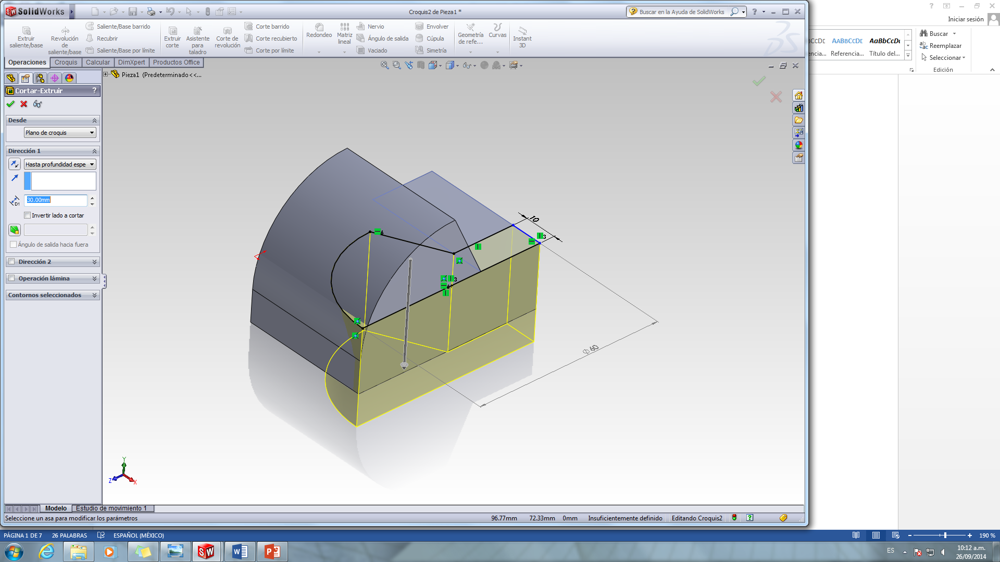 SolidWorks
Croquis2 de Pieza1 *
Buscar en la Ayuda de SolidWorks
Iniciar sesión
Extruir saliente/base
Revolución de saliente/base
Saliente/Base barrido
Recubrir
Saliente/Base por límite
Extruir corte
Asistente para taladro
Corte de revolución
Corte barrido
Corte recubierto
Corte por límite
Redondeo
Matriz lineal
Nervio
Ángulo de salida
Vaciado
Envolver
Cúpula
Simetría
Geometría de refe...
Curvas
Instant 3D
Operaciones
Croquis
Calcular
DimXpert
Productos Office
Pieza1 (Predeterminado<<...
Cortar-Extruir
?
Desde
Plano de croquis
Dirección 1
Hasta profundidad espe
D1
30.00mm
Invertir lado a cortar
Ángulo de salida hacia fuera
Dirección 2
Operación lámina
Contornos seleccionados
10
3
6
3
6
Φ 60
Y
Z
X
Modelo
Estudio de movimiento 1
Seleccione un asa para modificar los parámetros
96.77mm
72.33mm
0mm
Insuficientemente definido
Editando Croquis2
AABBCCDE
AaBbCcDc
encia...
Referencia...
Título del...
Buscar
Reemplazar
Seleccionar
Edición
PÁGINA 1 DE 7
26 PALABRAS
ESPAÑOL (MÉXICO)
190 %
ES
10:12 a.m.
26/09/2014